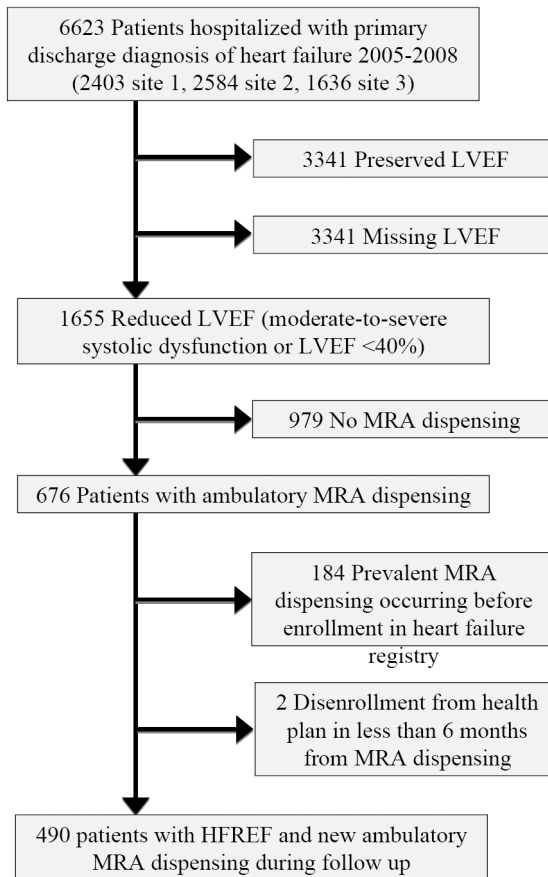 6623 Patients hospitalized with primary
discharge diagnosis of heart failure 2005-2008
(2403 site 1, 2584 site 2, 1636 site 3)
3341 Preserved LVEF
3341 Missing LVEF
1655 Reduced LVEF (moderate-to-severe
systolic dysfunction or LVEF <40%)
979 No MRA dispensing
676 Patients with ambulatory MRA dispensing
184 Prevalent MRA
dispensing occurring before
enrollment in heart failure
registry
2 Disenrollment from health
plan in less than 6 months
from MRA dispensing
490 patients with HFREF and new ambulatory
MRA dispensing during follow up